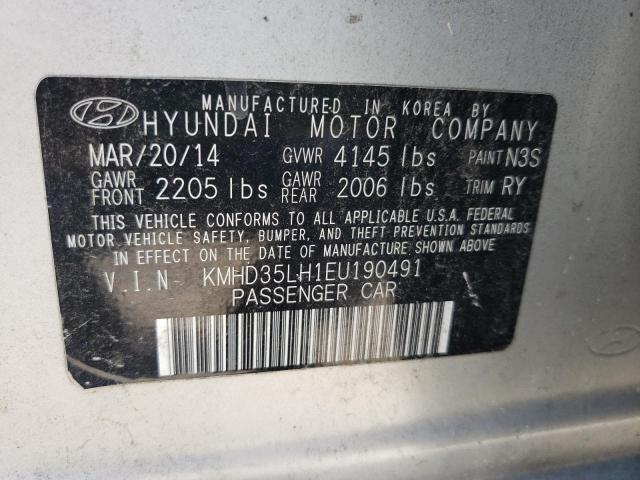 MANUFACTURED IN KOREA BY
HYUNDAI MOTOR COMPANY
MAR/20/14 GVWR 4145 lbs PAINT N3S
GAWR FRONT 2205 lbs GAWR REAR 2006 lbs TRIM RY
THIS VEHICLE CONFORMS TO ALL APPLICABLE U.S.A. FEDERAL
MOTOR VEHICLE SAFETY, BUMPER, AND THEFT PREVENTION STANDARDS
IN EFFECT ON THE DATE OF MANUFACTURE SHOWN ABOVE.
V.I.N KMHD35LH1EU190491
PASSENGER CAR